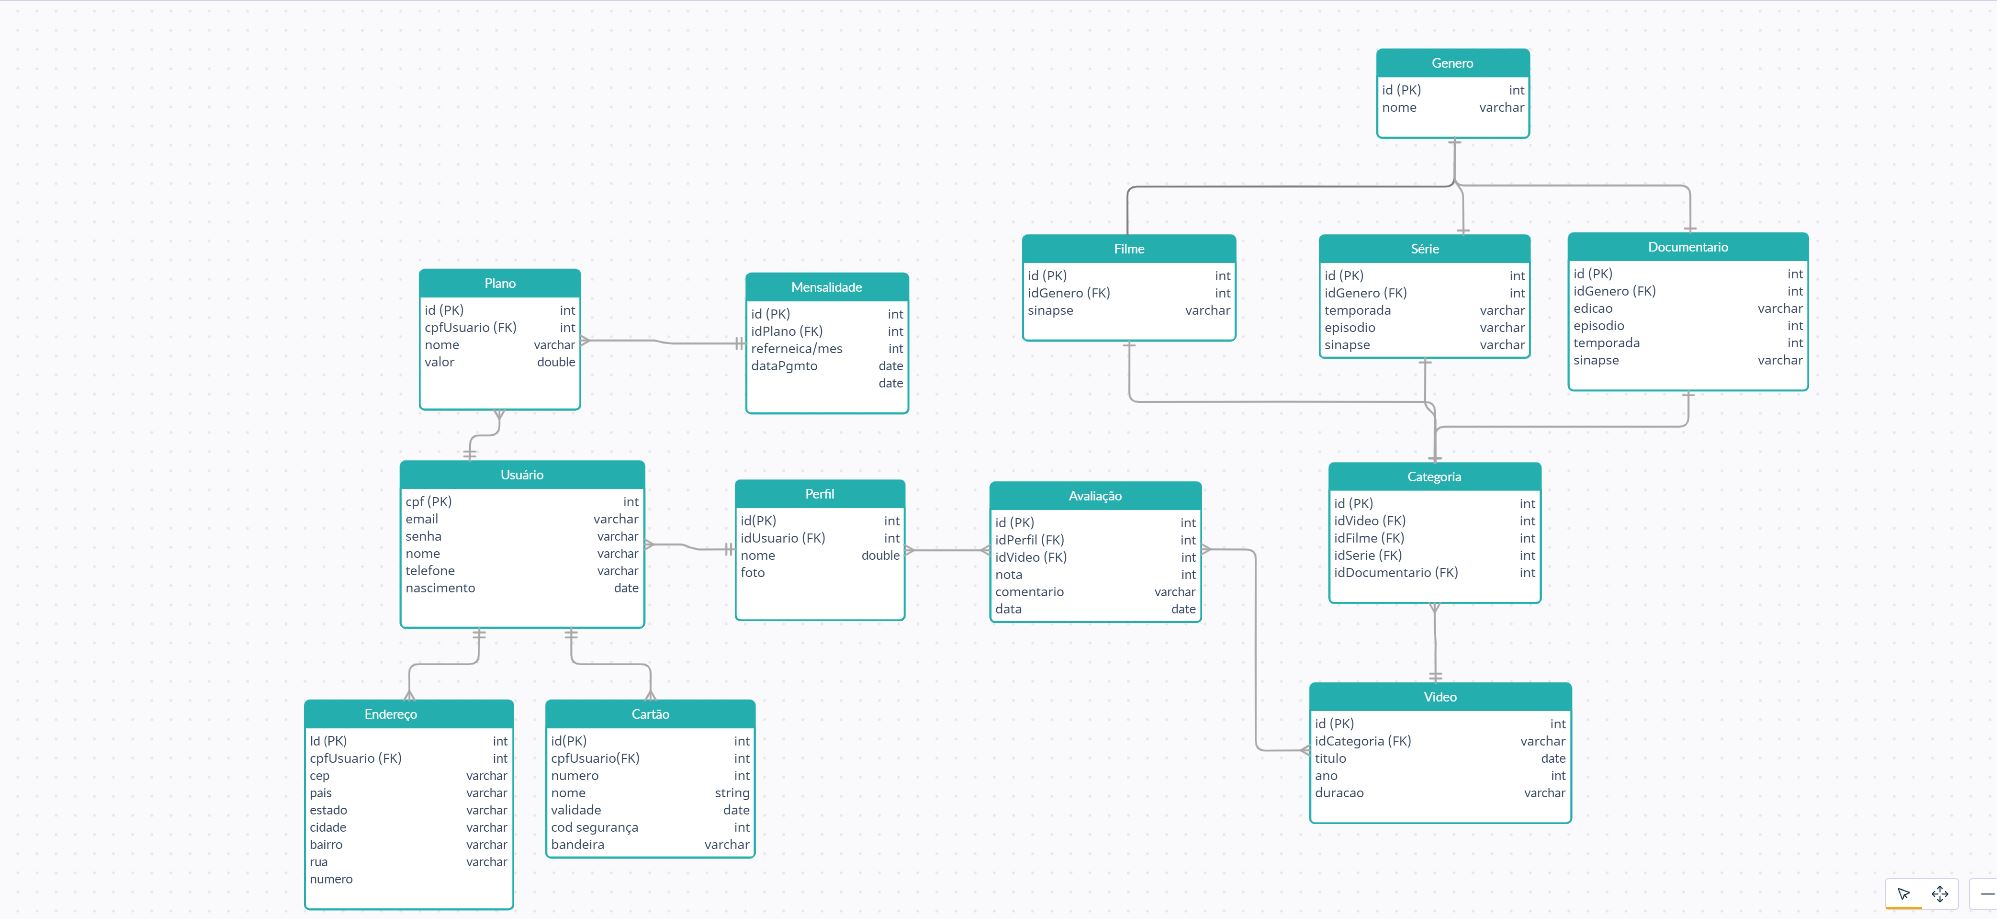 Genero
id (PK) int
nome varchar
Filme
id (PK) int
idGenero (FK) int
sinapse varchar
Série
id (PK) int
idGenero (FK) int
temporada varchar
episodio varchar
sinapse varchar
Documentario
id (PK) int
idGenero (FK) int
edicao varchar
episodio int
temporada int
sinapse varchar
Plano
id (PK) int
cpfUsuario (FK) int
nome varchar
valor double
Mensalidade
id (PK) int
idPlano (FK) int
referneica/mes int
dataPgmto date
date
Usuário
cpf (PK) int
email varchar
senha varchar
nome varchar
telefone varchar
nascimento date
Perfil
id(PK) int
idUsuario (FK) int
nome double
foto
Avaliação
id (PK) int
idPerfil (FK) int
idVideo (FK) int
nota int
comentario varchar
data date
Categoria
id (PK) int
idVideo (FK) int
idFilme (FK) int
idSerie (FK) int
idDocumentario (FK) int
Endereço
Id (PK) int
cpfUsuario (FK) int
cep varchar
pais varchar
estado varchar
cidade varchar
bairro varchar
rua varchar
numero
Cartão
id(PK) int
cpfUsuario(FK) int
numero int
nome string
validade date
cod segurança int
bandeira varchar
Video
id (PK) int
idCategoria (FK) varchar
titulo date
ano int
duracao varchar